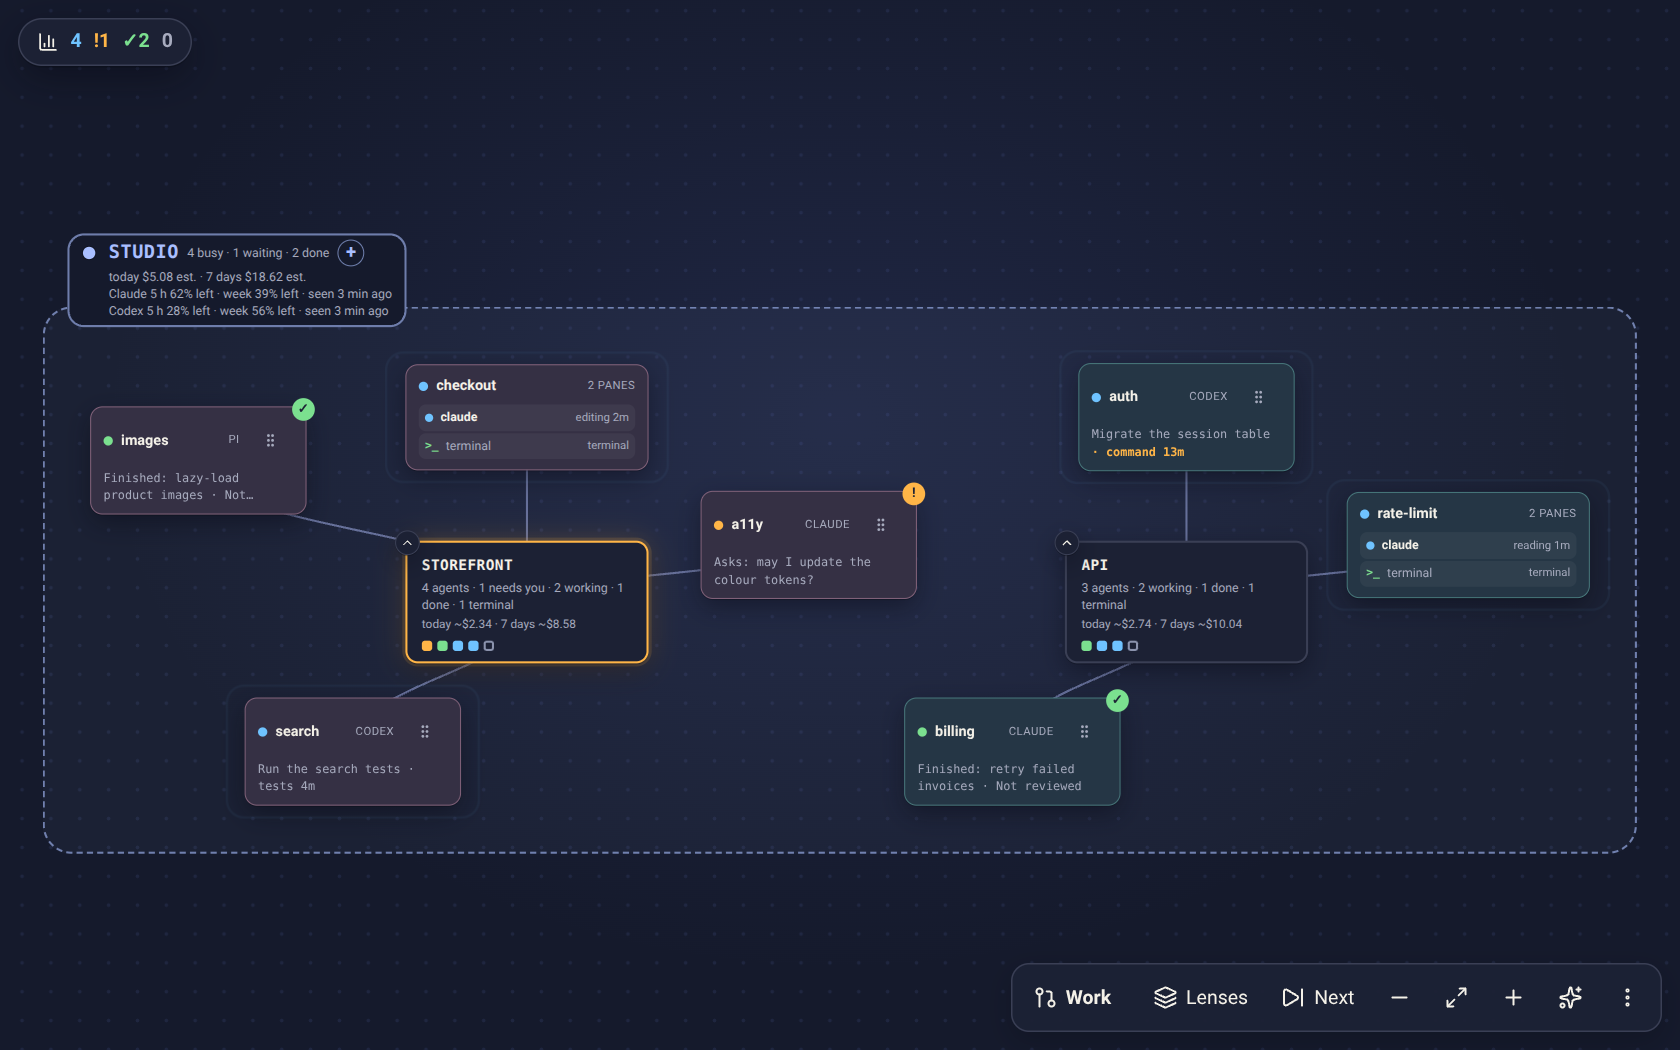 4 !1 ✓2 0
STUDIO 4 busy · 1 waiting · 2 done +
today $5.08 est. · 7 days $18.62 est.
Claude 5 h 62% left · week 39% left · seen 3 min ago
Codex 5 h 28% left · week 56% left · seen 3 min ago
images PI
Finished: lazy-load
product images · Not…
checkout 2 PANES
claude editing 2m
>_ terminal terminal
a11y CLAUDE
!
Asks: may I update the
colour tokens?
STOREFRONT
4 agents · 1 needs you · 2 working · 1
done · 1 terminal
today ~$2.34 · 7 days ~$8.58
search CODEX
Run the search tests ·
tests 4m
auth CODEX
Migrate the session table
· command 13m
rate-limit 2 PANES
claude reading 1m
>_ terminal terminal
API
3 agents · 2 working · 1 done · 1
terminal
today ~$2.74 · 7 days ~$10.04
billing CLAUDE
Finished: retry failed
invoices · Not reviewed
Work Lenses Next